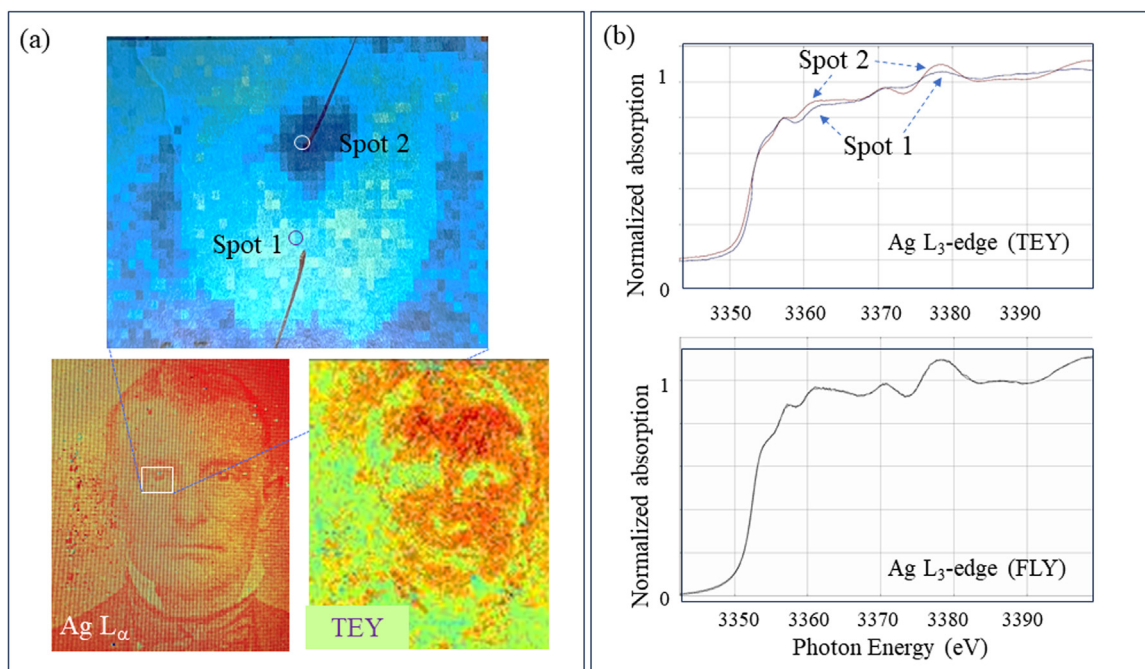 (a)
Spot 2
Spot 1
Ag Lα
TEY
(b)
1
Spot 2
Spot 1
Ag L₃-edge (TEY)
0
Normalized absorption
3350 3360 3370 3380 3390
1
Ag L₃-edge (FLY)
0
Normalized absorption
3350 3360 3370 3380 3390
Photon Energy (eV)